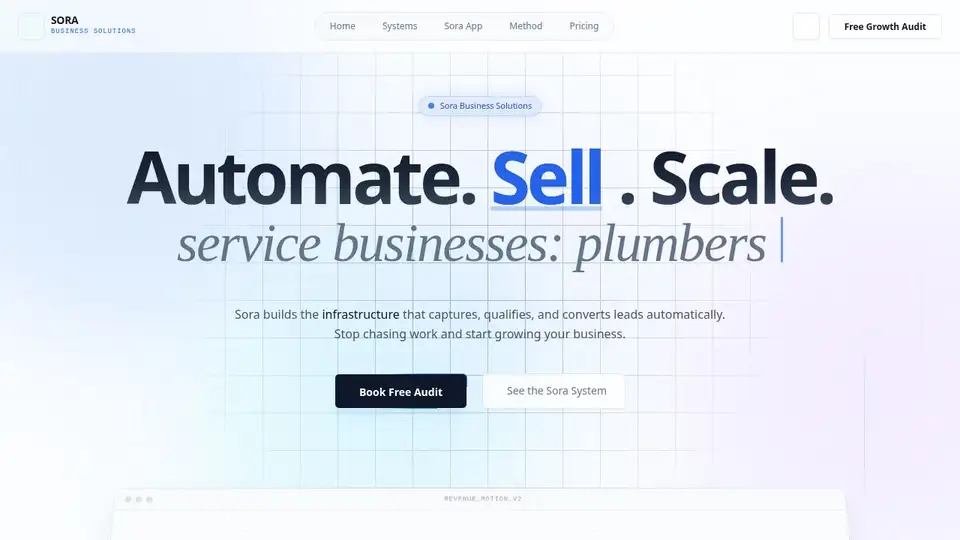 SORA
BUSINESS SOLUTIONS
Home
Systems
Sora App
Method
Pricing
Free Growth Audit
Sora Business Solutions
Automate. Sell . Scale.
service businesses: plumbers
Sora builds the infrastructure that captures, qualifies, and converts leads automatically.
Stop chasing work and start growing your business.
Book Free Audit
See the Sora System
REVENUE_MOTION_V2